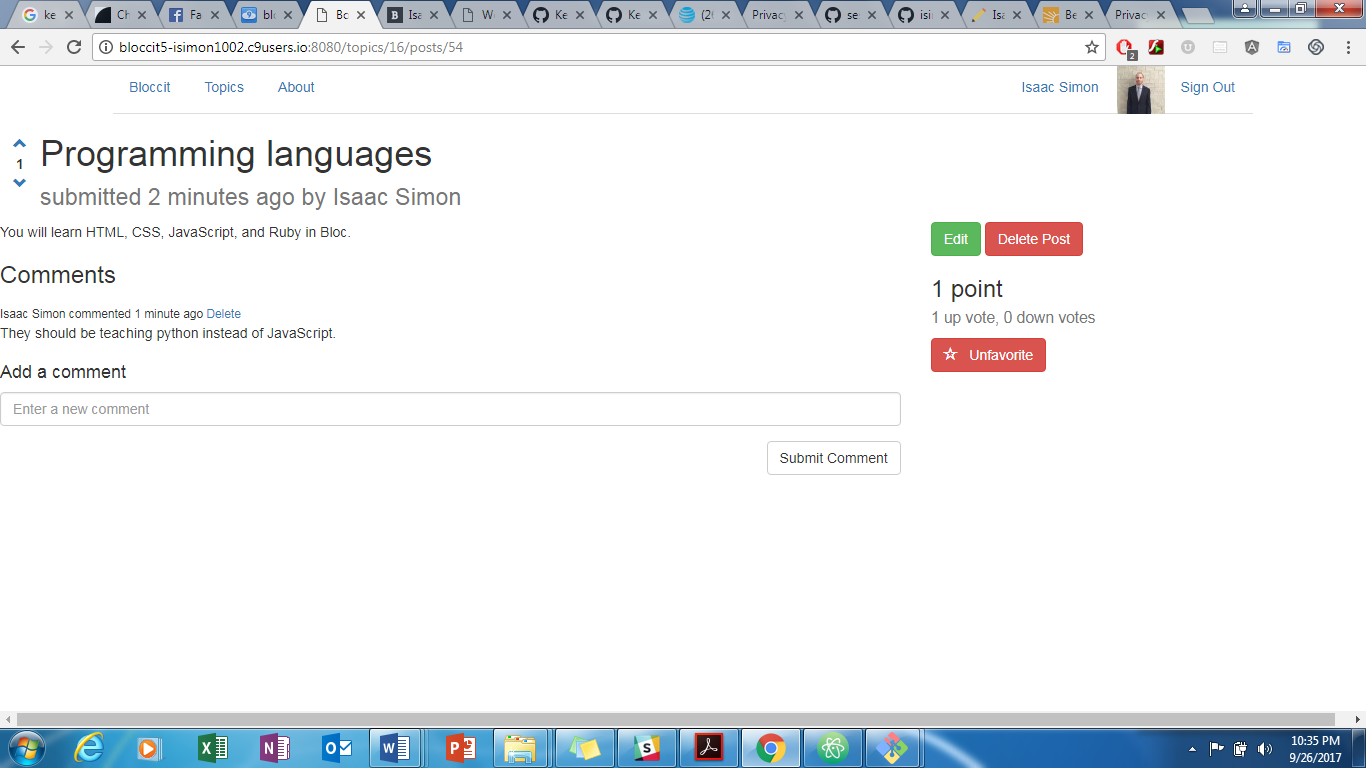 ke
Ch
Fa
blo
Bc
Isa
W
Ke
Ke
(2
Privacy
se
isi
Isa
Be
Privacy
bloccit5-isimon1002.c9users.io:8080/topics/16/posts/54
2
Bloccit Topics About Isaac Simon Sign Out
1
Programming languages
submitted 2 minutes ago by Isaac Simon
You will learn HTML, CSS, JavaScript, and Ruby in Bloc.
Edit Delete Post
Comments
1 point
Isaac Simon commented 1 minute ago Delete
1 up vote, 0 down votes
They should be teaching python instead of JavaScript.
Unfavorite
Add a comment
Enter a new comment
Submit Comment
10:35 PM
9/26/2017